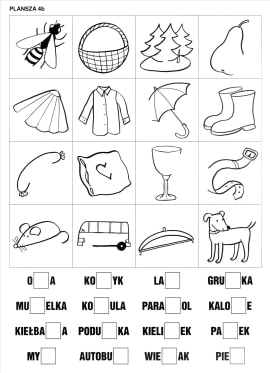 PLANSZA 4b
O□A KO□YK LA□ GRU□KA
MU□ELKA KO□ULA PARA□OL KALO□E
KIEŁBA□A PODU□KA KIELI□EK PA□EK
MY□ AUTOBU□ WIE□AK PIE□